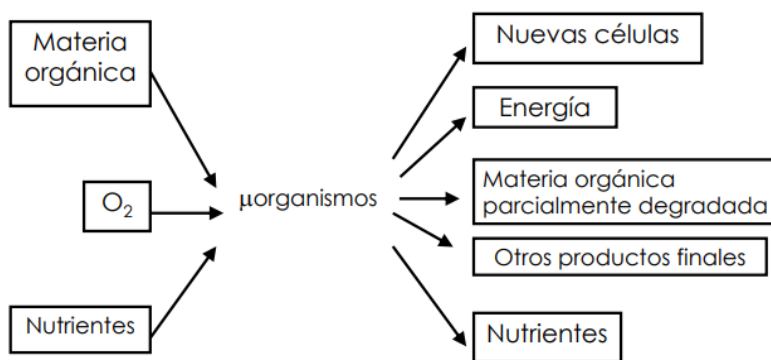 Materia
orgánica
O₂
Nutrientes
μorganismos
Nuevas células
Energía
Materia orgánica
parcialmente degradada
Otros productos finales
Nutrientes